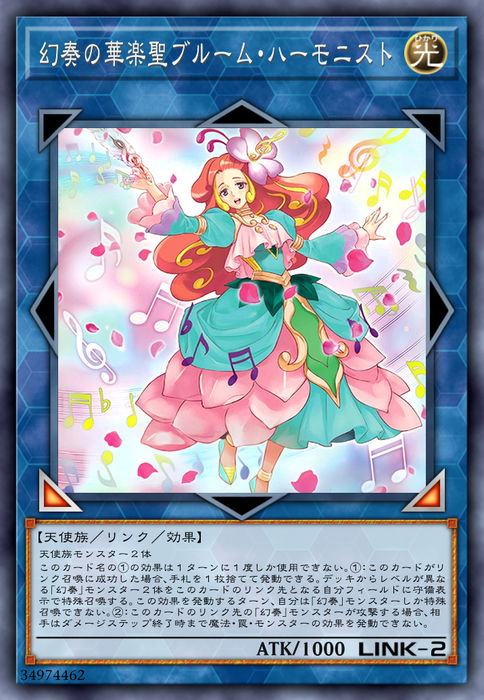 幻奏の華楽聖ブルーム・ハーモニスト
ひかり
光
【天使族／リンク／効果】
天使族モンスター２体
このカード名の①の効果は１ターンに１度しか使用できない。①：このカードがリ
ンク召喚に成功した場合、手札を１枚捨てて発動できる。デッキからレベルが異な
る「幻奏」モンスター２体をこのカードのリンク先となる自分フィールドに守備表
示で特殊召喚する。この効果を発動するターン、自分は「幻奏」モンスターしか特殊
召喚できない。②：このカードのリンク先の「幻奏」モンスターが攻撃する場合、相
手はダメージステップ終了時まで魔法・罠・モンスターの効果を発動できない。
ATK/1000 LINK-2
34974462